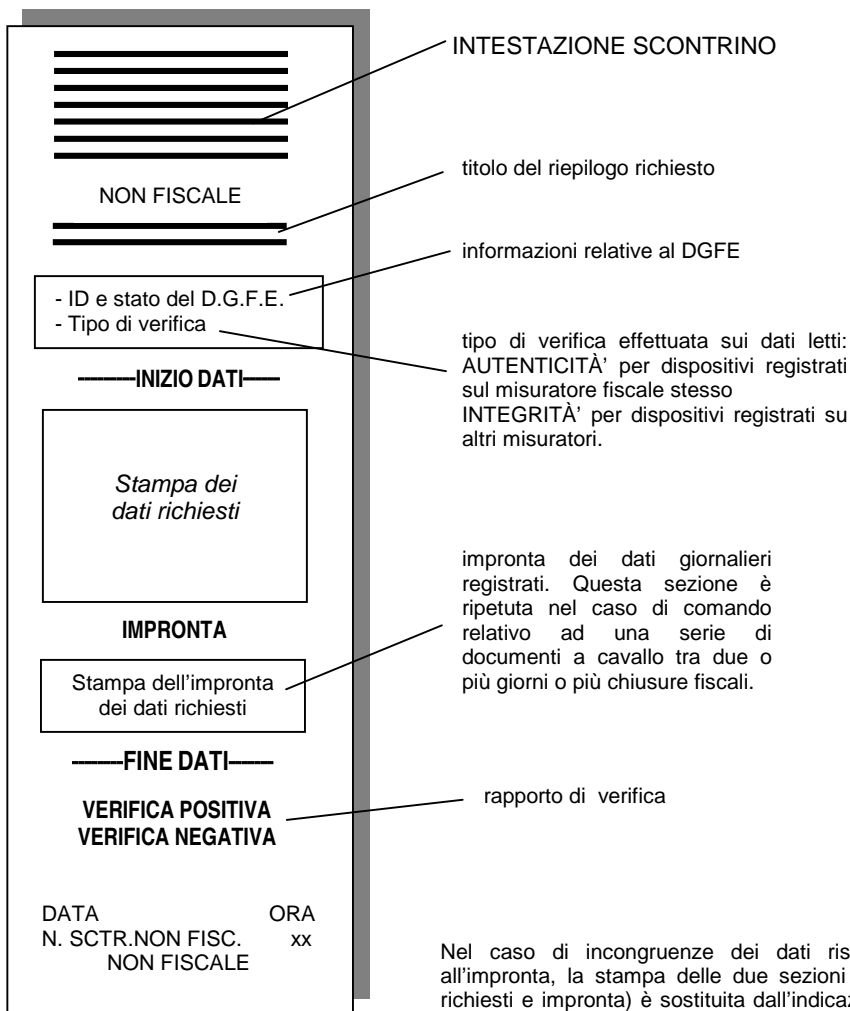 INTESTAZIONE SCONTRINO
NON FISCALE
titolo del riepilogo richiesto
informazioni relative al DGFE
- ID e stato del D.G.F.E.
- Tipo di verifica
tipo di verifica effettuata sui dati letti:
AUTENTICITÀ' per dispositivi registrati
sul misuratore fiscale stesso
INTEGRITÀ' per dispositivi registrati su
altri misuratori.
---------INIZIO DATI------
Stampa dei
dati richiesti
impronta dei dati giornalieri
registrati. Questa sezione è
ripetuta nel caso di comando
relativo ad una serie di
documenti a cavallo tra due o
più giorni o più chiusure fiscali.
IMPRONTA
Stampa dell'impronta
dei dati richiesti
---------FINE DATI--------
VERIFICA POSITIVA
VERIFICA NEGATIVA
rapporto di verifica
DATA ORA
N. SCTR.NON FISC. xx
NON FISCALE
Nel caso di incongruenze dei dati
all'impronta, la stampa delle due sezioni
richiesti e impronta) è sostituita